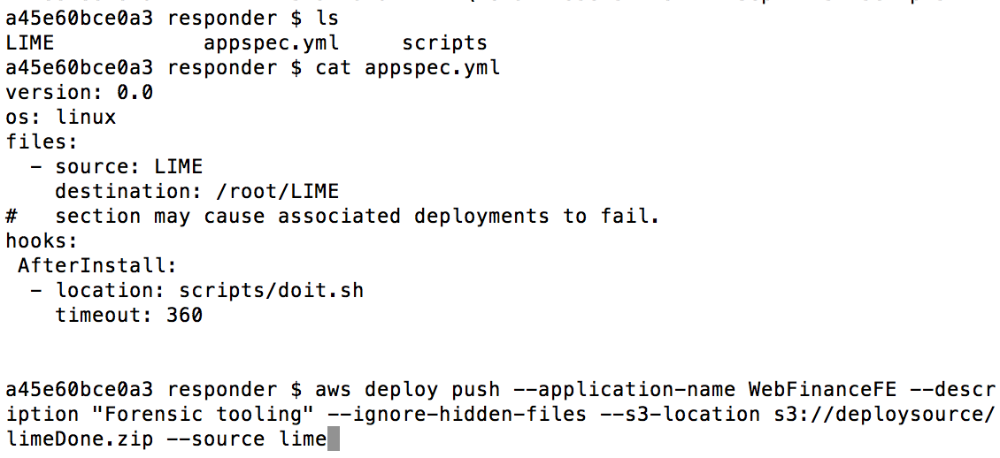 a45e60bce0a3 responder $ ls
LIME            appspec.yml     scripts
a45e60bce0a3 responder $ cat appspec.yml
version: 0.0
os: linux
files:
  - source: LIME
    destination: /root/LIME
#   section may cause associated deployments to fail.
hooks:
 AfterInstall:
  - location: scripts/doit.sh
    timeout: 360
a45e60bce0a3 responder $ aws deploy push --application-name WebFinanceFE --descr
iption "Forensic tooling" --ignore-hidden-files --s3-location s3://deploysource/
limeDone.zip --source lime